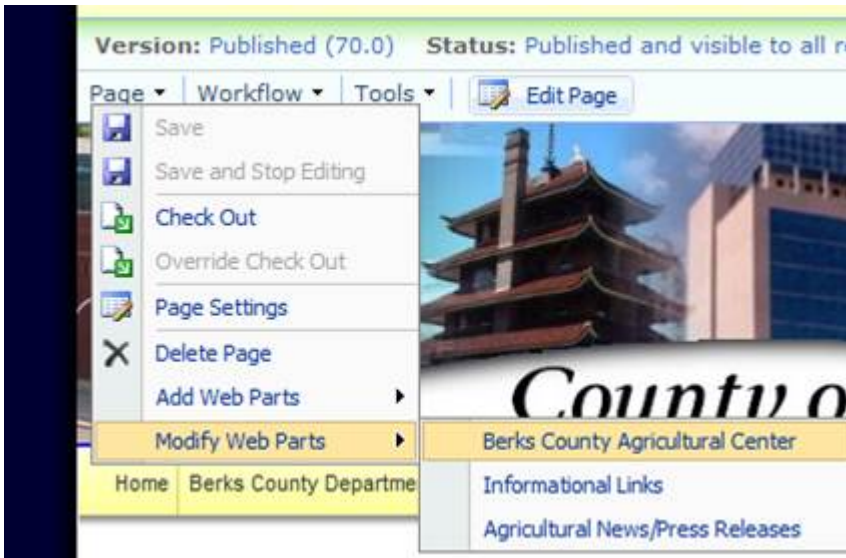 Version: Published (70.0) Status: Published and visible to all
Page Workflow Tools Edit Page
Save
Save and Stop Editing
Check Out
Override Check Out
Page Settings
Delete Page
Add Web Parts
County
Modify Web Parts
Berks County Agricultural Center
Home Berks County
Informational Links
Agricultural News/Press Releases